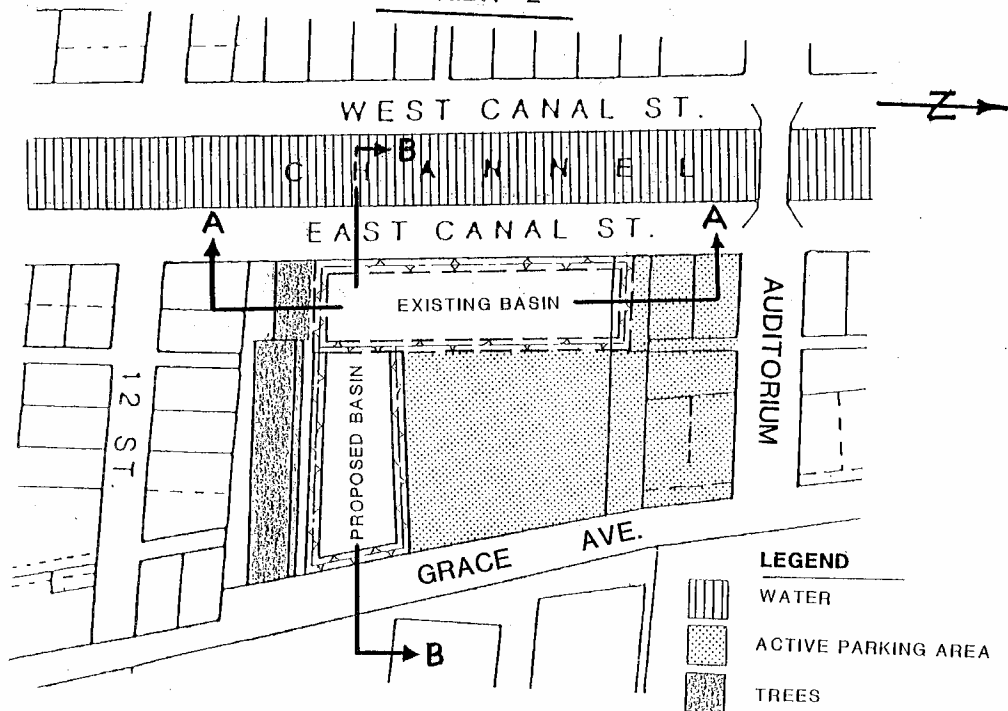 WEST CANAL ST.
Z
B
CHANNEL
A
A
EAST CANAL ST.
EXISTING BASIN
AUDITORIUM
12 ST.
PROPOSED BASIN
GRACE AVE.
B
LEGEND
WATER
ACTIVE PARKING AREA
TREES